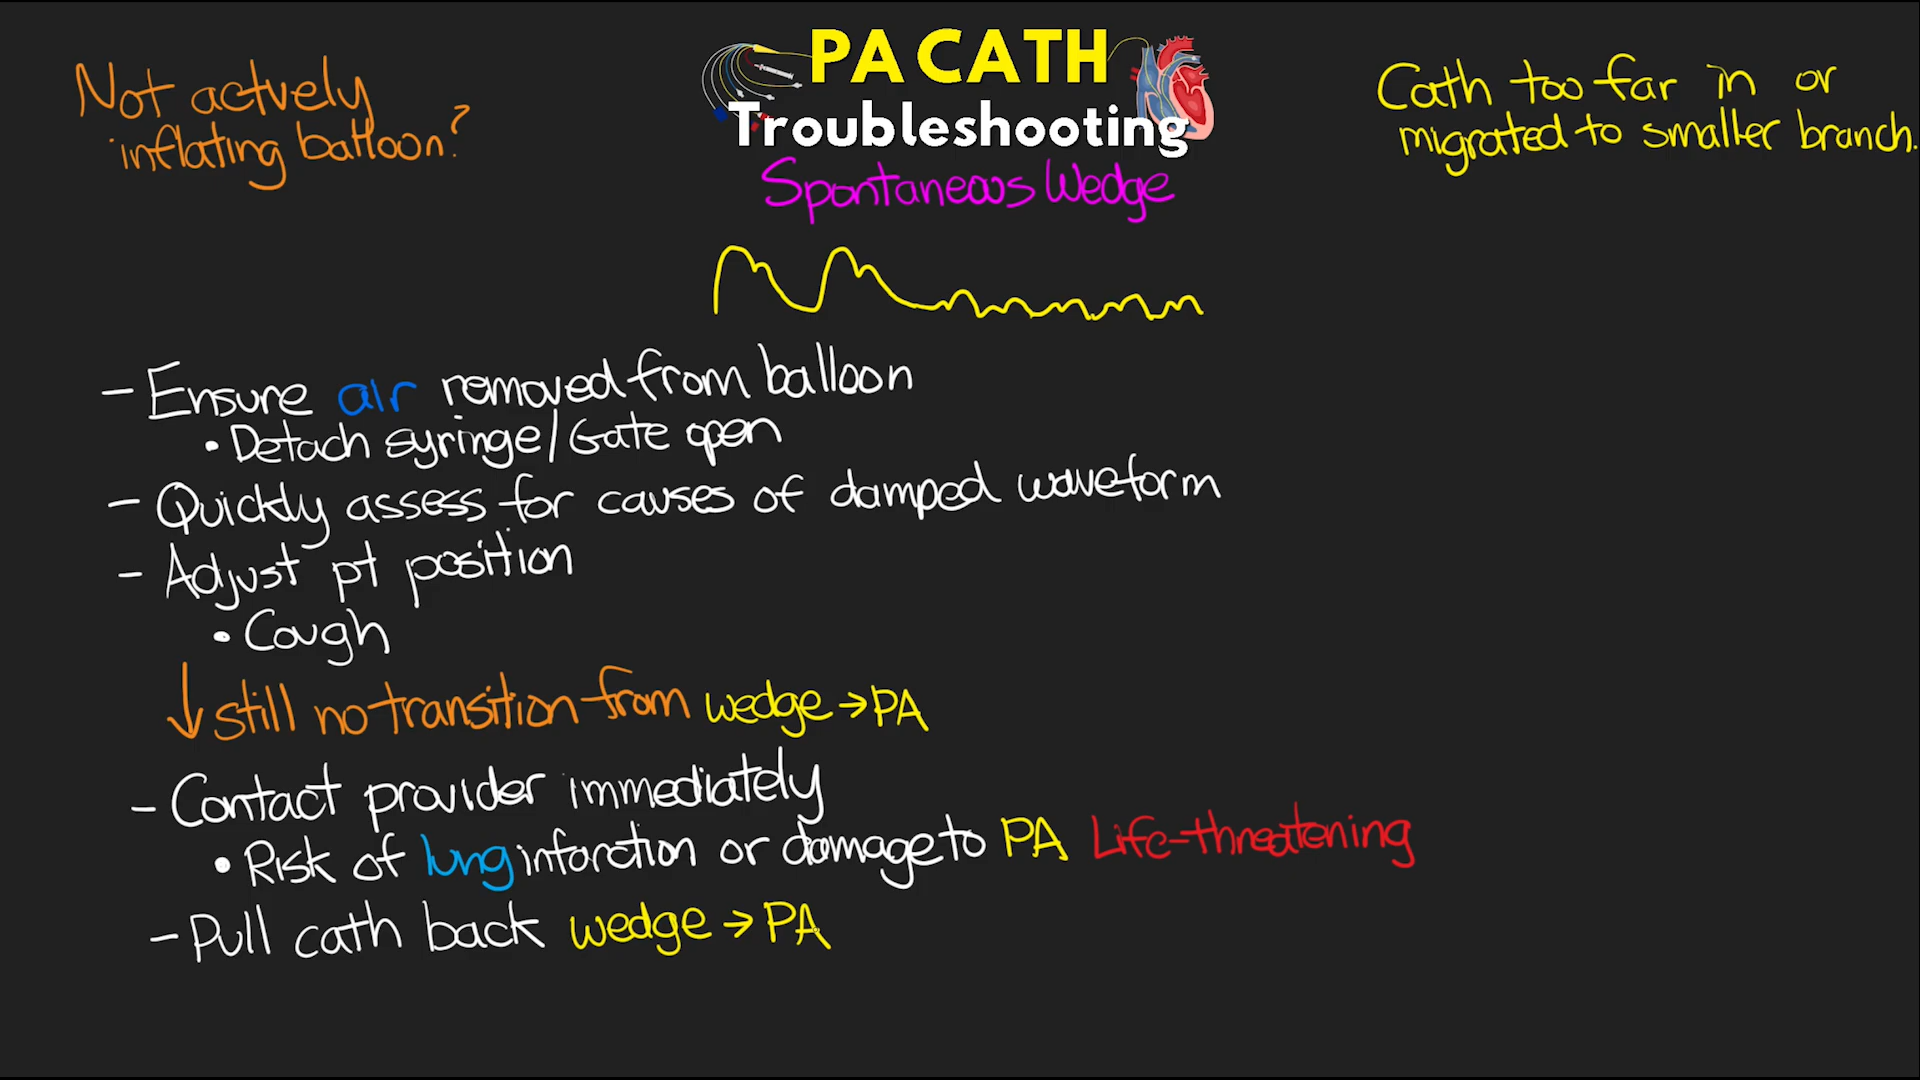 PA CATH
Troubleshooting
Spontaneous Wedge
Not actively
inflating balloon?
Cath too far in or
migrated to smaller branch.
- Ensure air removed from balloon
• Detach syringe/Gate open
- Quickly assess for causes of damped waveform
- Adjust pt position
• Cough
↓ still no transition from wedge → PA
- Contact provider immediately
• Risk of lung infarction or damage to PA Life-threatening
- Pull cath back wedge → PA